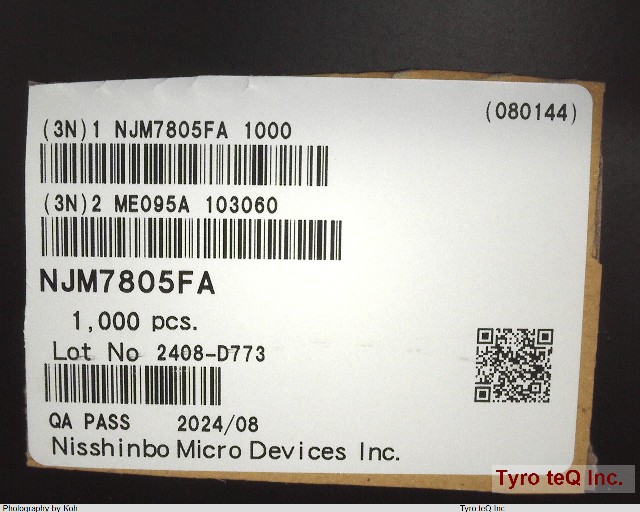 (080144)
(3N)1 NJM7805FA 1000
(3N)2 ME095A 103060
NJM7805FA
1,000 pcs.
Lot No 2408-D773
QA PASS 2024/08
Nisshinbo Micro Devices Inc.
Tyro teQ Inc.
Photography by Koh Tyro teQ Inc